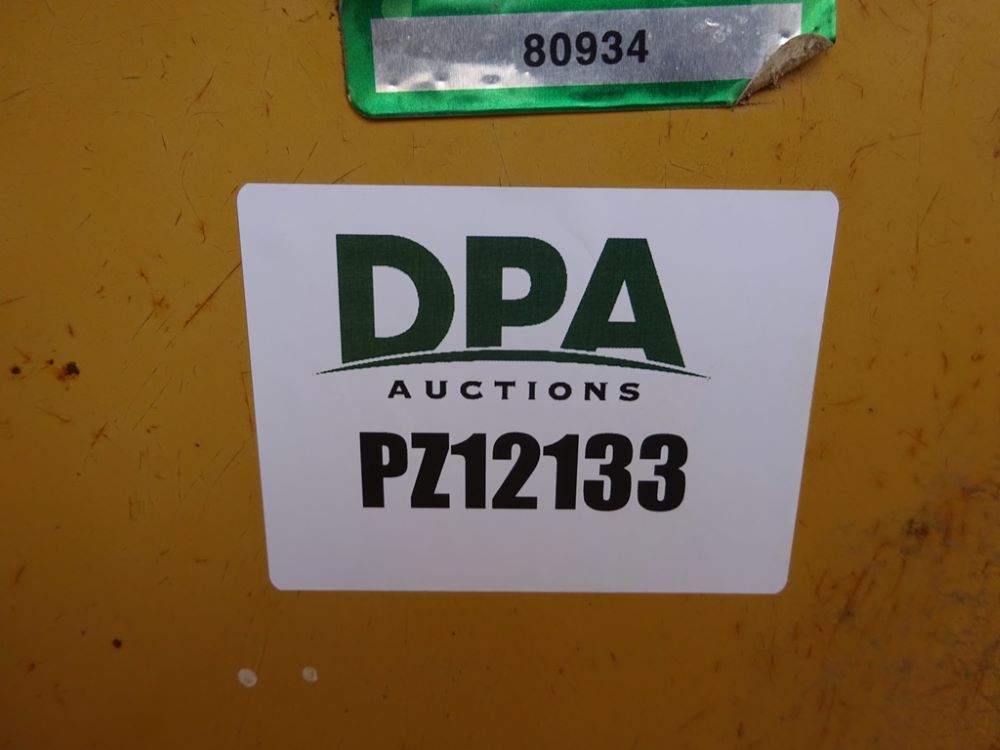 80934
DPA
AUCTIONS
PZ12133